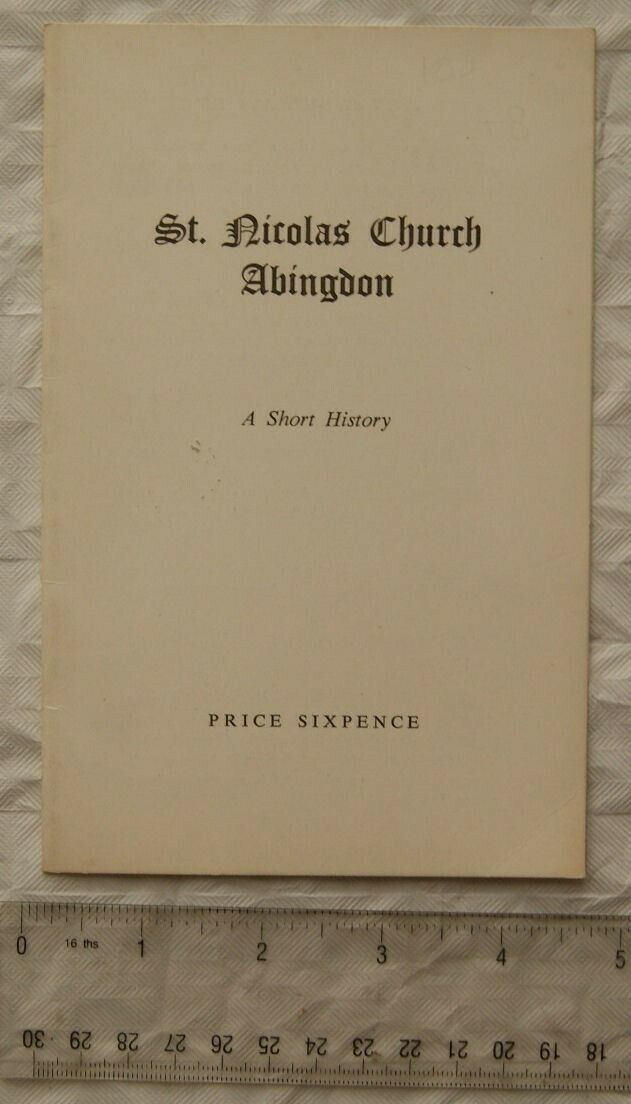 St. Nicolas Church
Abingdon
A Short History
PRICE SIXPENCE
0 16 ths 1 2 3 4 5
30 29 28 27 26 25 24 23 22 21 20 19 18